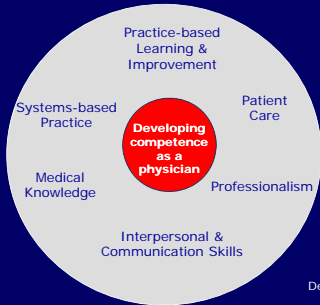 Practice-based
Learning &
Improvement
Patient
Care
Professionalism
Interpersonal &
Communication Skills
Medical
Knowledge
Systems-based
Practice
Developing
competence
as a
physician